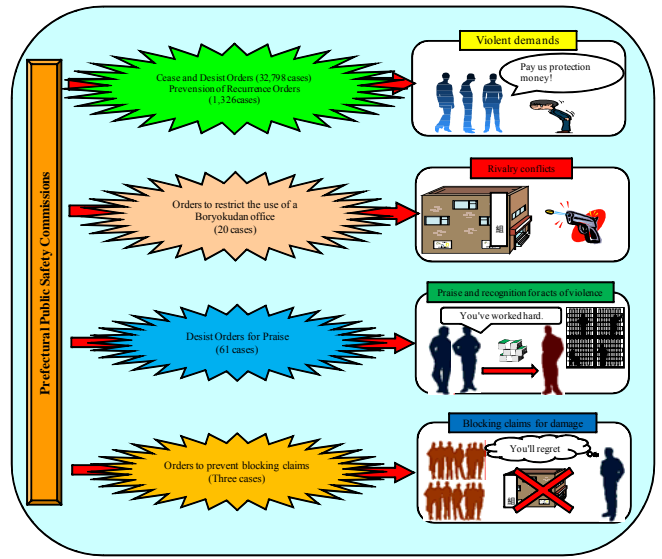 Prefectural Public Safety Commissions
Cease and Desist Orders (32,798 cases)
Prevension of Recurrence Orders
(1,326cases)
Violent demands
Pay us protection
money!
Orders to restrict the use of a
Boryokudan office
(20 cases)
Rivalry conflicts
組
Desist Orders for Praise
(61 cases)
Praise and recognition for acts of violence
You've worked hard.
Orders to prevent blocking claims
(Three cases)
Blocking claims for damage
You'll regret
組